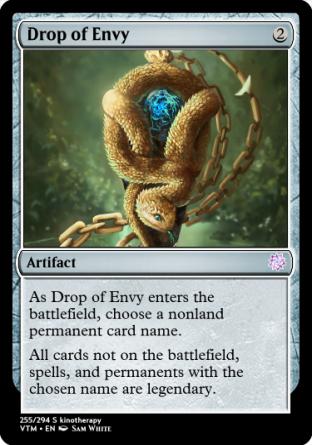 Drop of Envy 2
Artifact
As Drop of Envy enters the
battlefield, choose a nonland
permanent card name.
All cards not on the battlefield,
spells, and permanents with the
chosen name are legendary.
255/294 S kinotherapy
VTM • EN SAM WHITE